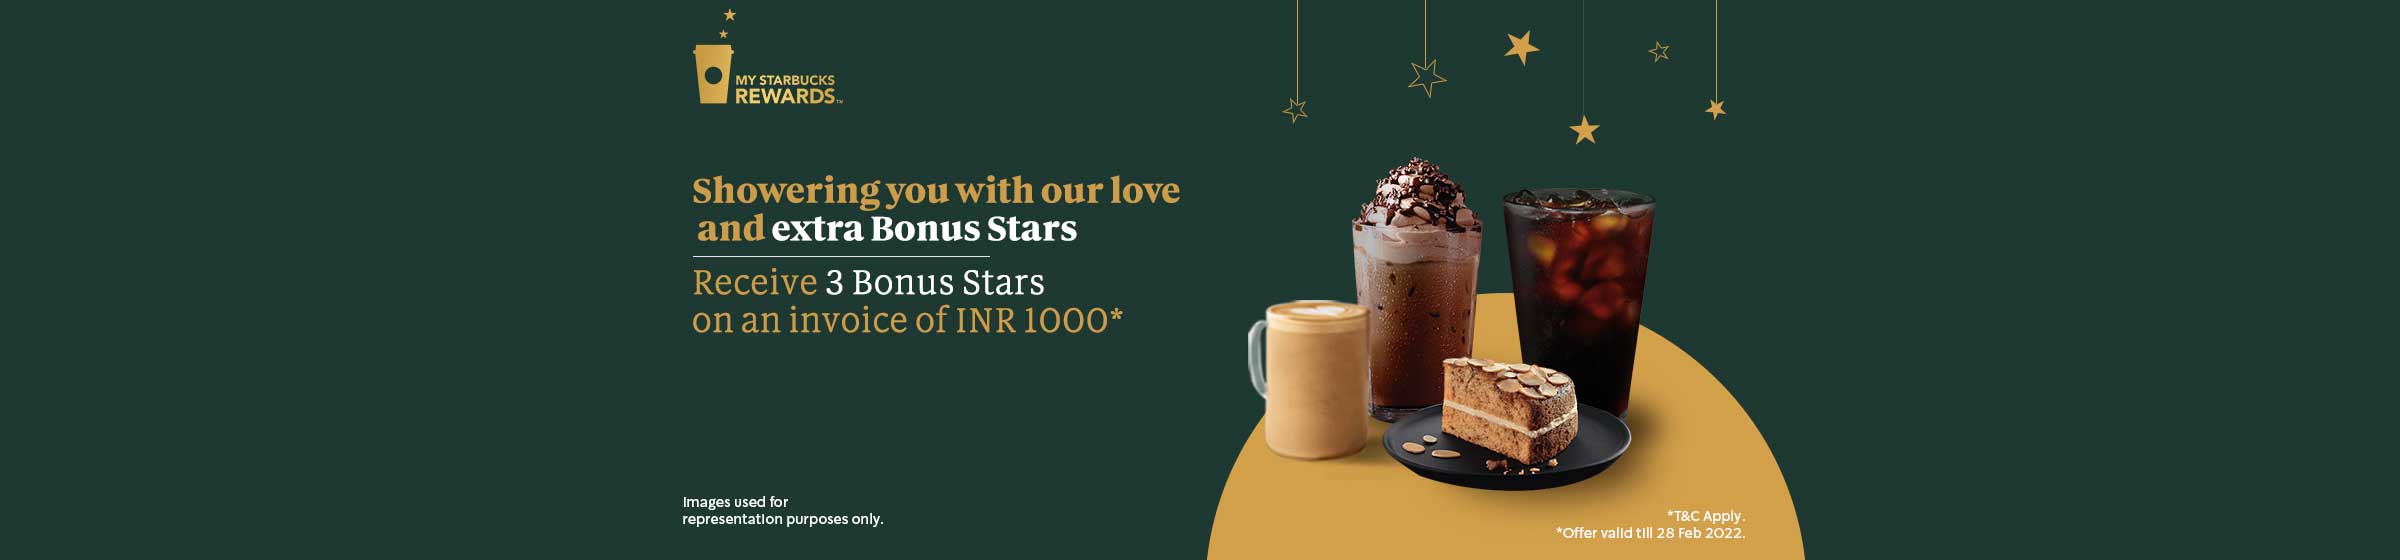 MY STARBUCKS
REWARDS™
Showering you with our love
and extra Bonus Stars
Receive 3 Bonus Stars
on an invoice of INR 1000*
Images used for
representation purposes only.
*T&C Apply.
*Offer valid till 28 Feb 2022.